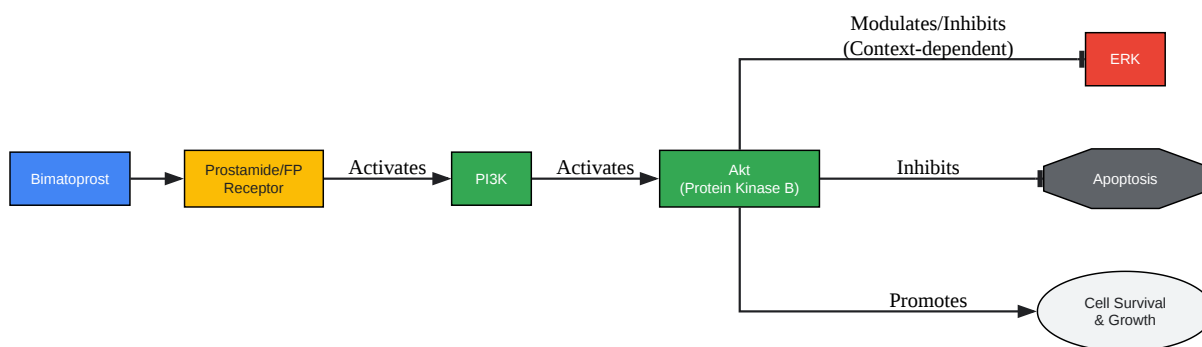 Modulates/Inhibits
(Context-dependent)
ERK
Bimatoprost
Prostamide/FP
Receptor
Activates
PI3K
Activates
Akt
(Protein Kinase B)
Inhibits
Apoptosis
Promotes
Cell Survival
& Growth